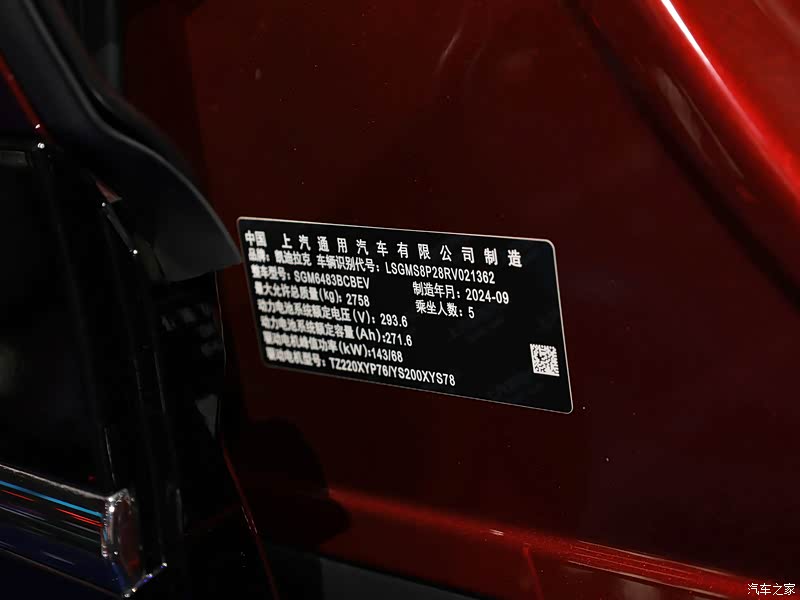 中国 上汽通用汽车有限公司制造
品牌：凯迪拉克 车辆识别代号：LSGMS8P28RV021362
整车型号：SGM6483BCBEV 制造年月：2024-09
最大允许总质量(kg)：2758 乘坐人数：5
动力电池系统额定电压(V)：293.6
动力电池系统额定容量(Ah)：271.6
驱动电机峰值功率(kW)：143/68
驱动电机型号：TZ220XYP76/YS200XYS78
汽车之家